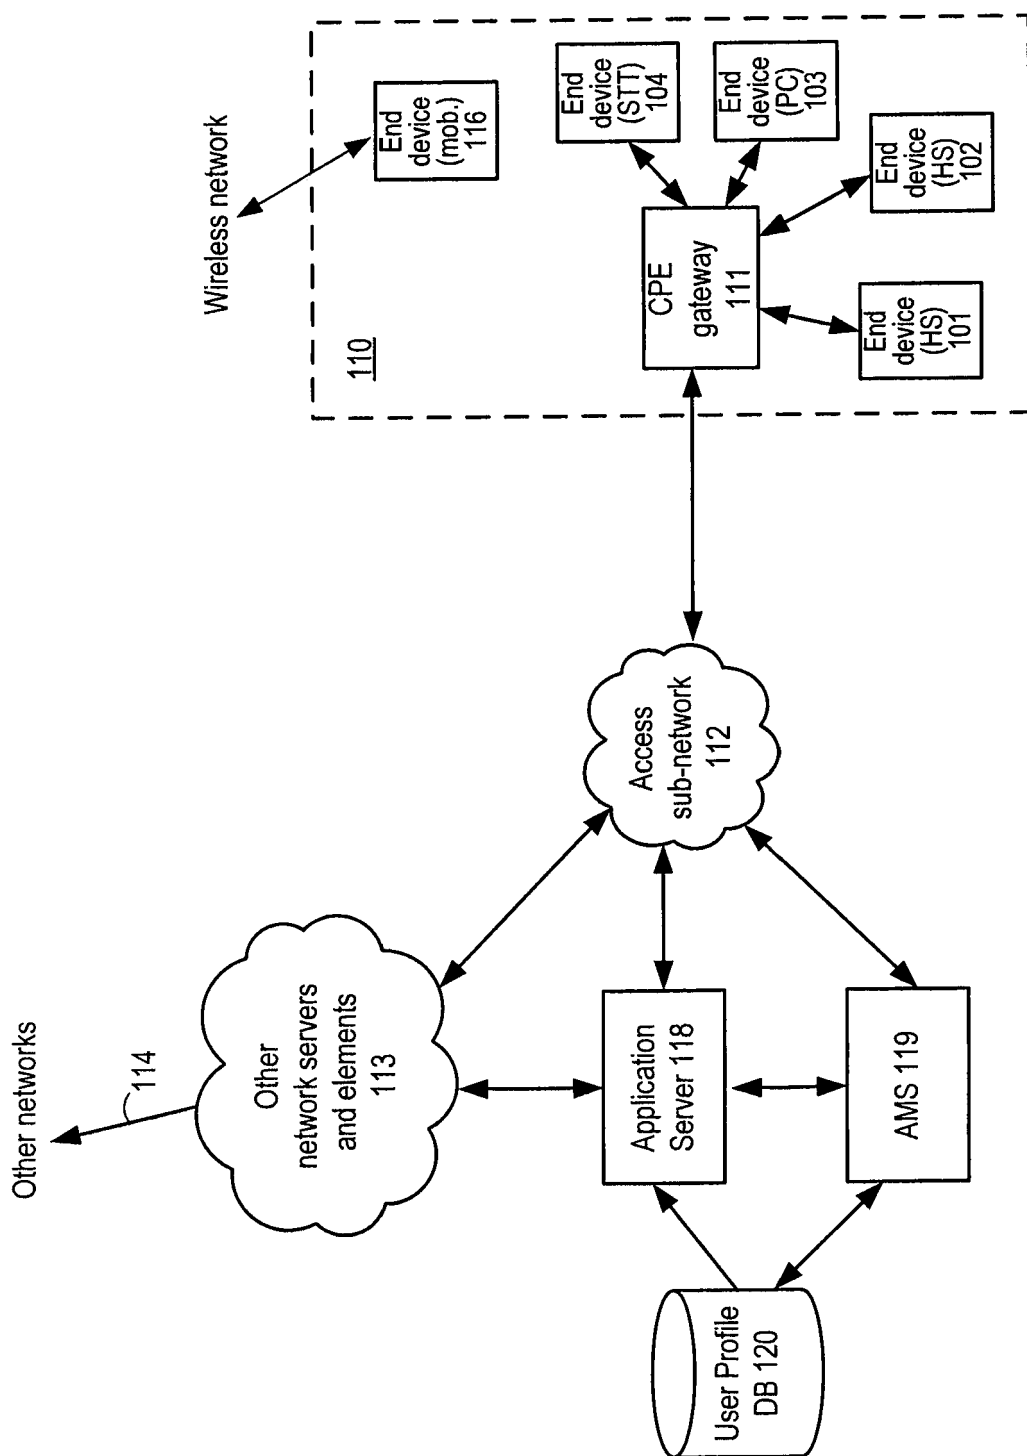 Other networks
114
Other
network servers
and elements
113
Wireless network
110
End
device
(mob.)
116
End
device
(STT)
104
End
device
(PC)
103
End
device
(HS)
102
End
device
(HS)
101
CPE
gateway
111
Access
sub-network
112
Application
Server 118
AMS 119
User Profile
DB 120